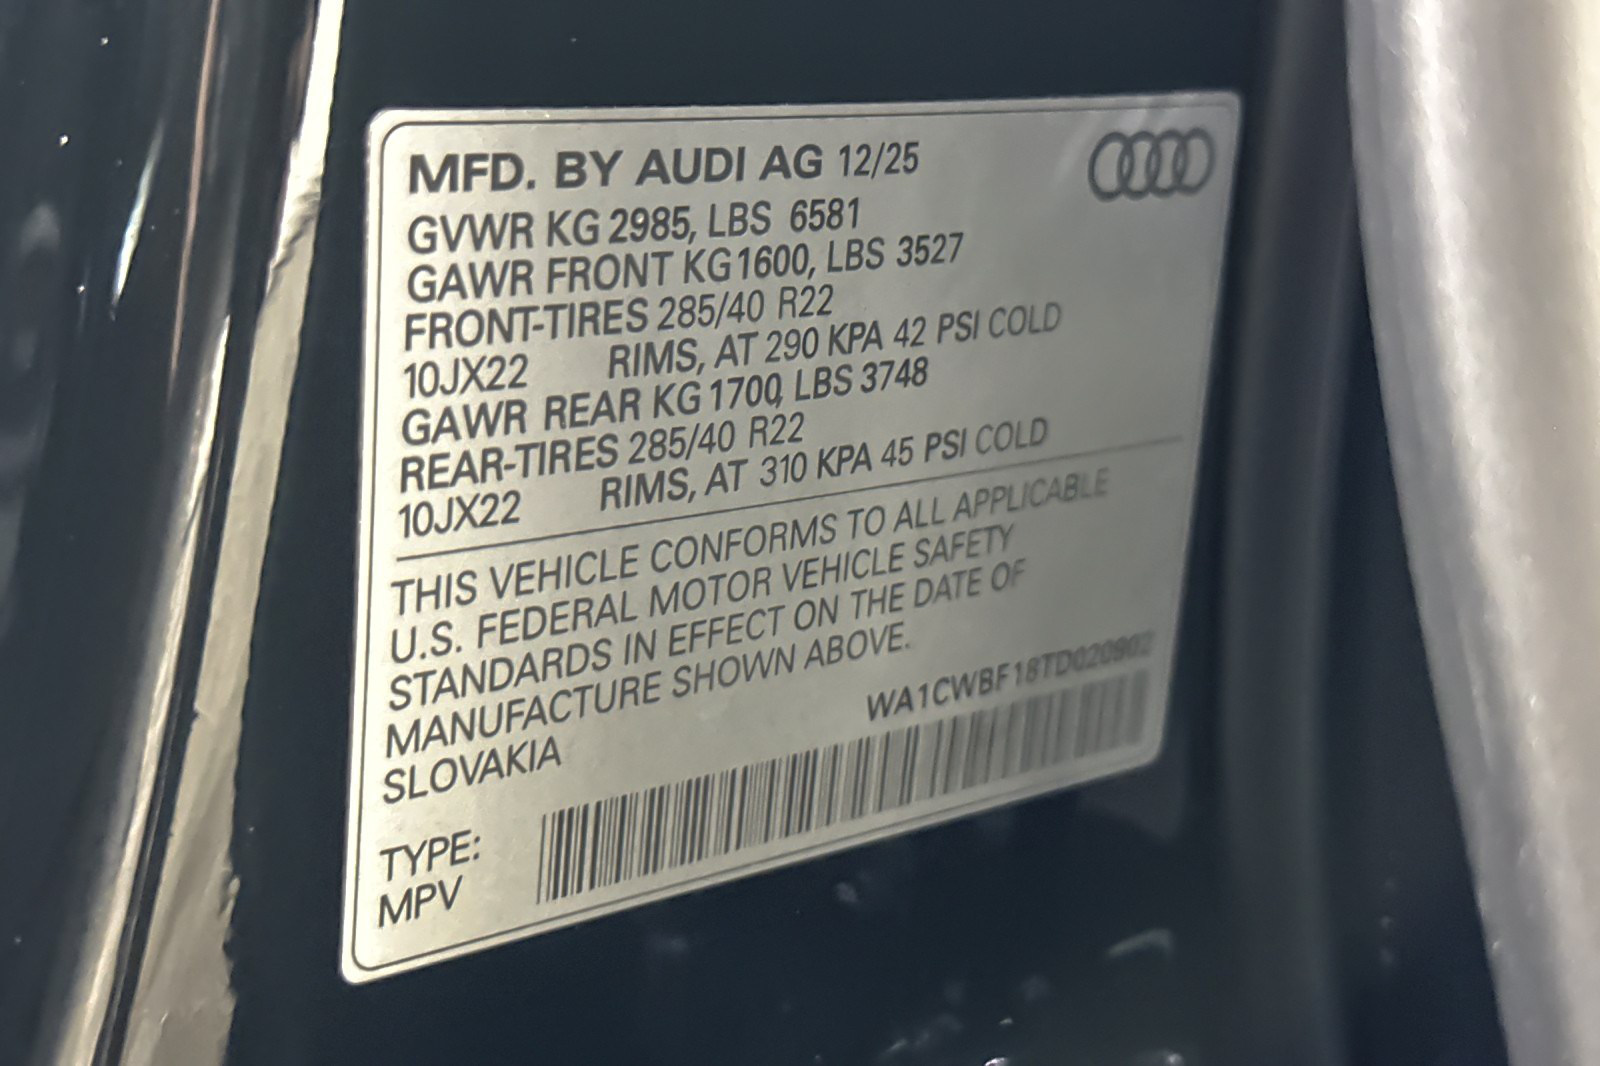 MFD. BY AUDI AG 12/25
GVWR KG 2985, LBS 6581
GAWR FRONT KG 1600, LBS 3527
FRONT-TIRES 285/40 R22
10JX22 RIMS, AT 290 KPA 42 PSI COLD
GAWR REAR KG 1700, LBS 3748
REAR-TIRES 285/40 R22
10JX22 RIMS, AT 310 KPA 45 PSI COLD
THIS VEHICLE CONFORMS TO ALL APPLICABLE
U.S. FEDERAL MOTOR VEHICLE SAFETY
STANDARDS IN EFFECT ON THE DATE OF
MANUFACTURE SHOWN ABOVE.
SLOVAKIA
WA1CWBF18TD020902
TYPE:
MPV